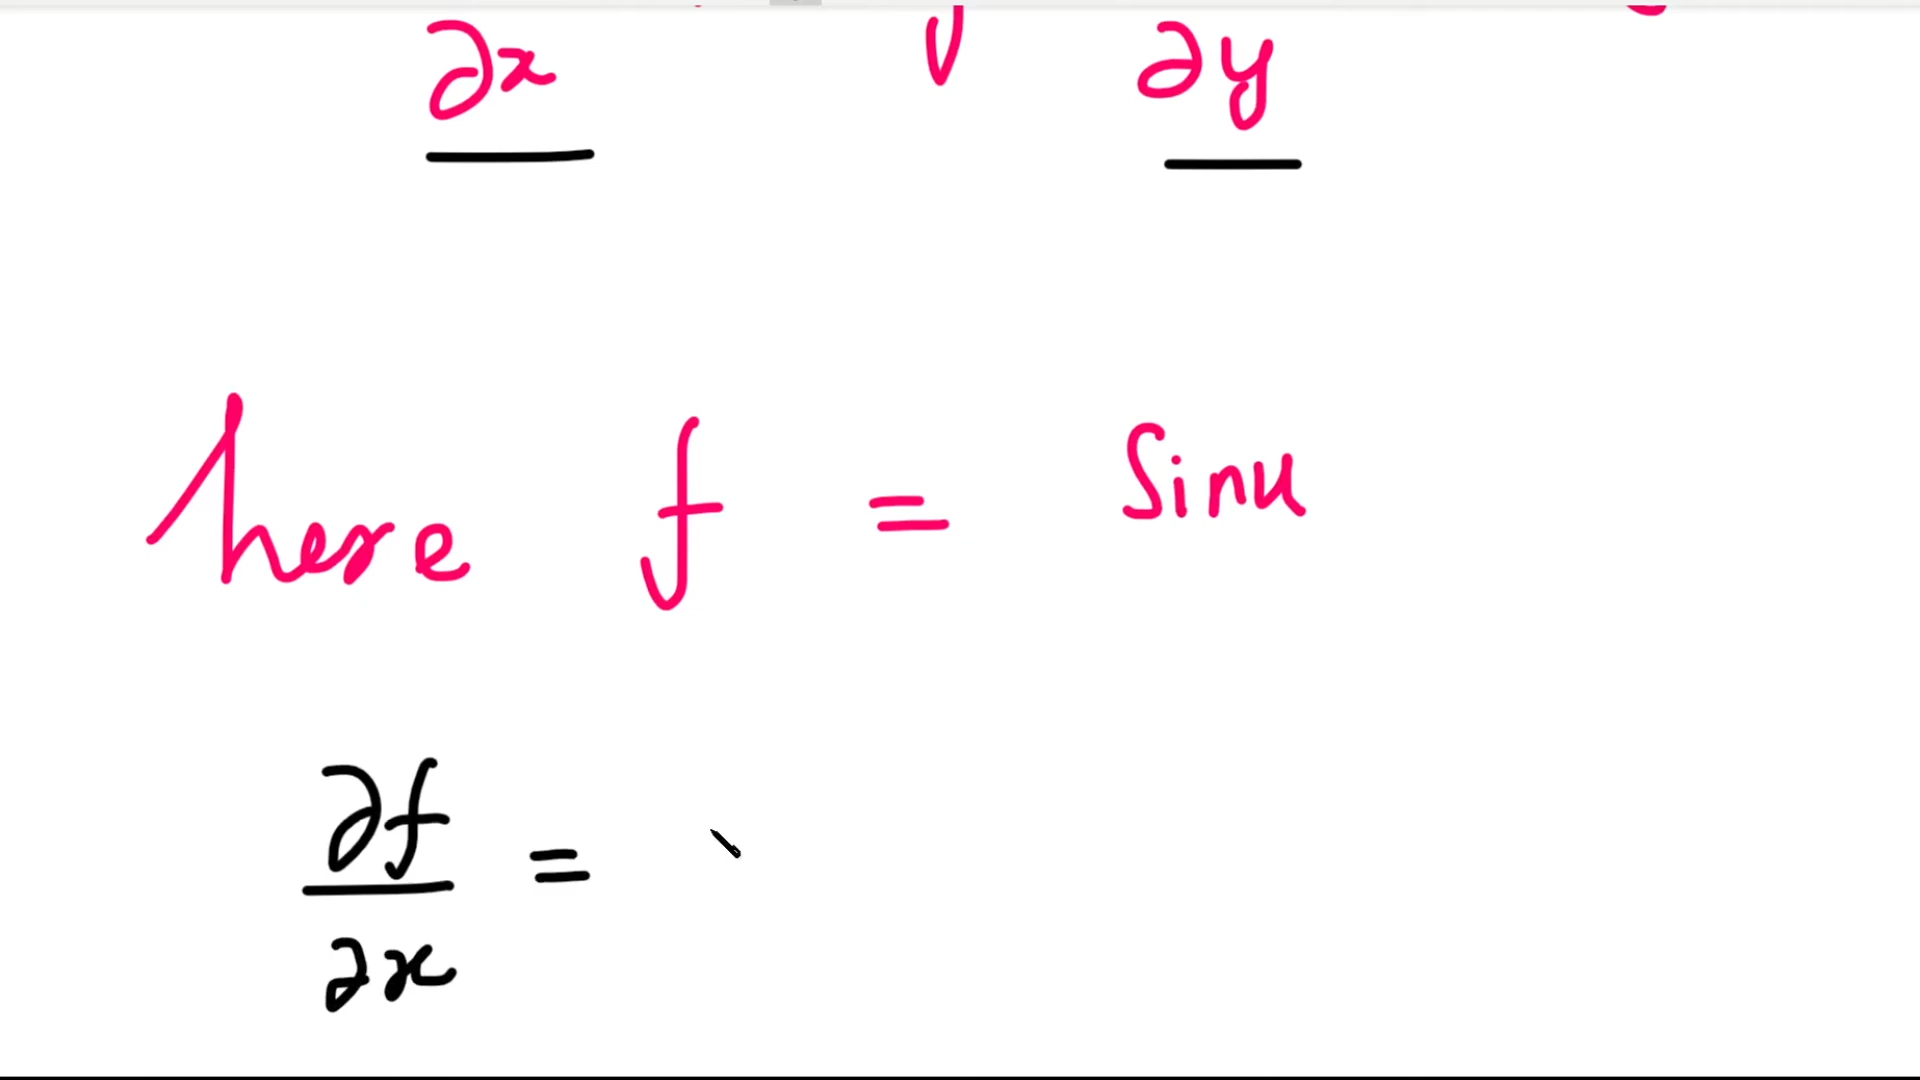 ∂x y ∂y
here f = Sinu
∂f
=
∂x